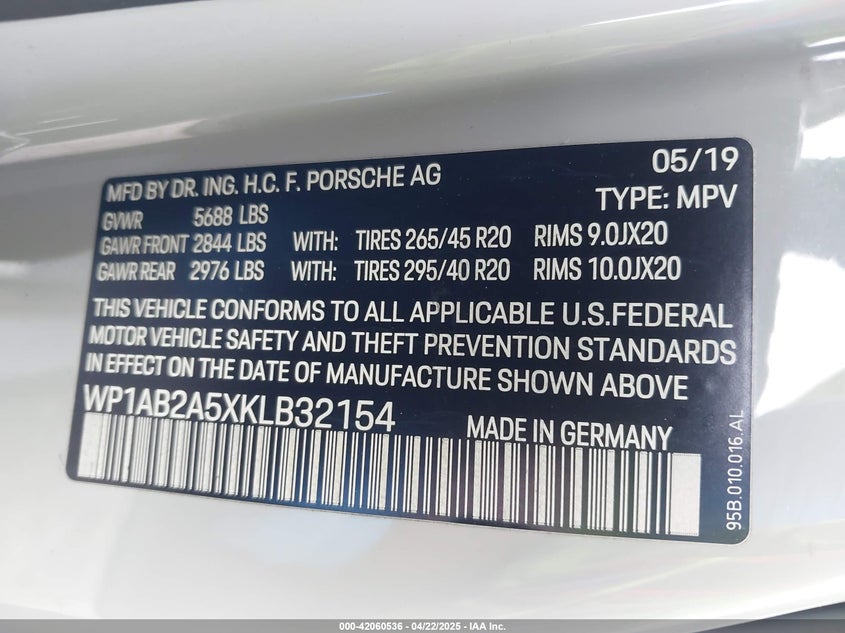 MFD BY DR. ING. H.C. F. PORSCHE AG 05/19
TYPE: MPV
GVWR 5688 LBS
GAWR FRONT 2844 LBS WITH: TIRES 265/45 R20 RIMS 9.0JX20
GAWR REAR 2976 LBS WITH: TIRES 295/40 R20 RIMS 10.0JX20
THIS VEHICLE CONFORMS TO ALL APPLICABLE U.S.FEDERAL
MOTOR VEHICLE SAFETY AND THEFT PREVENTION STANDARDS
IN EFFECT ON THE DATE OF MANUFACTURE SHOWN ABOVE
WP1AB2A5XKLB32154 MADE IN GERMANY
95B.010.016.AL
000-42060536 - 04/22/2025 - IAA Inc.